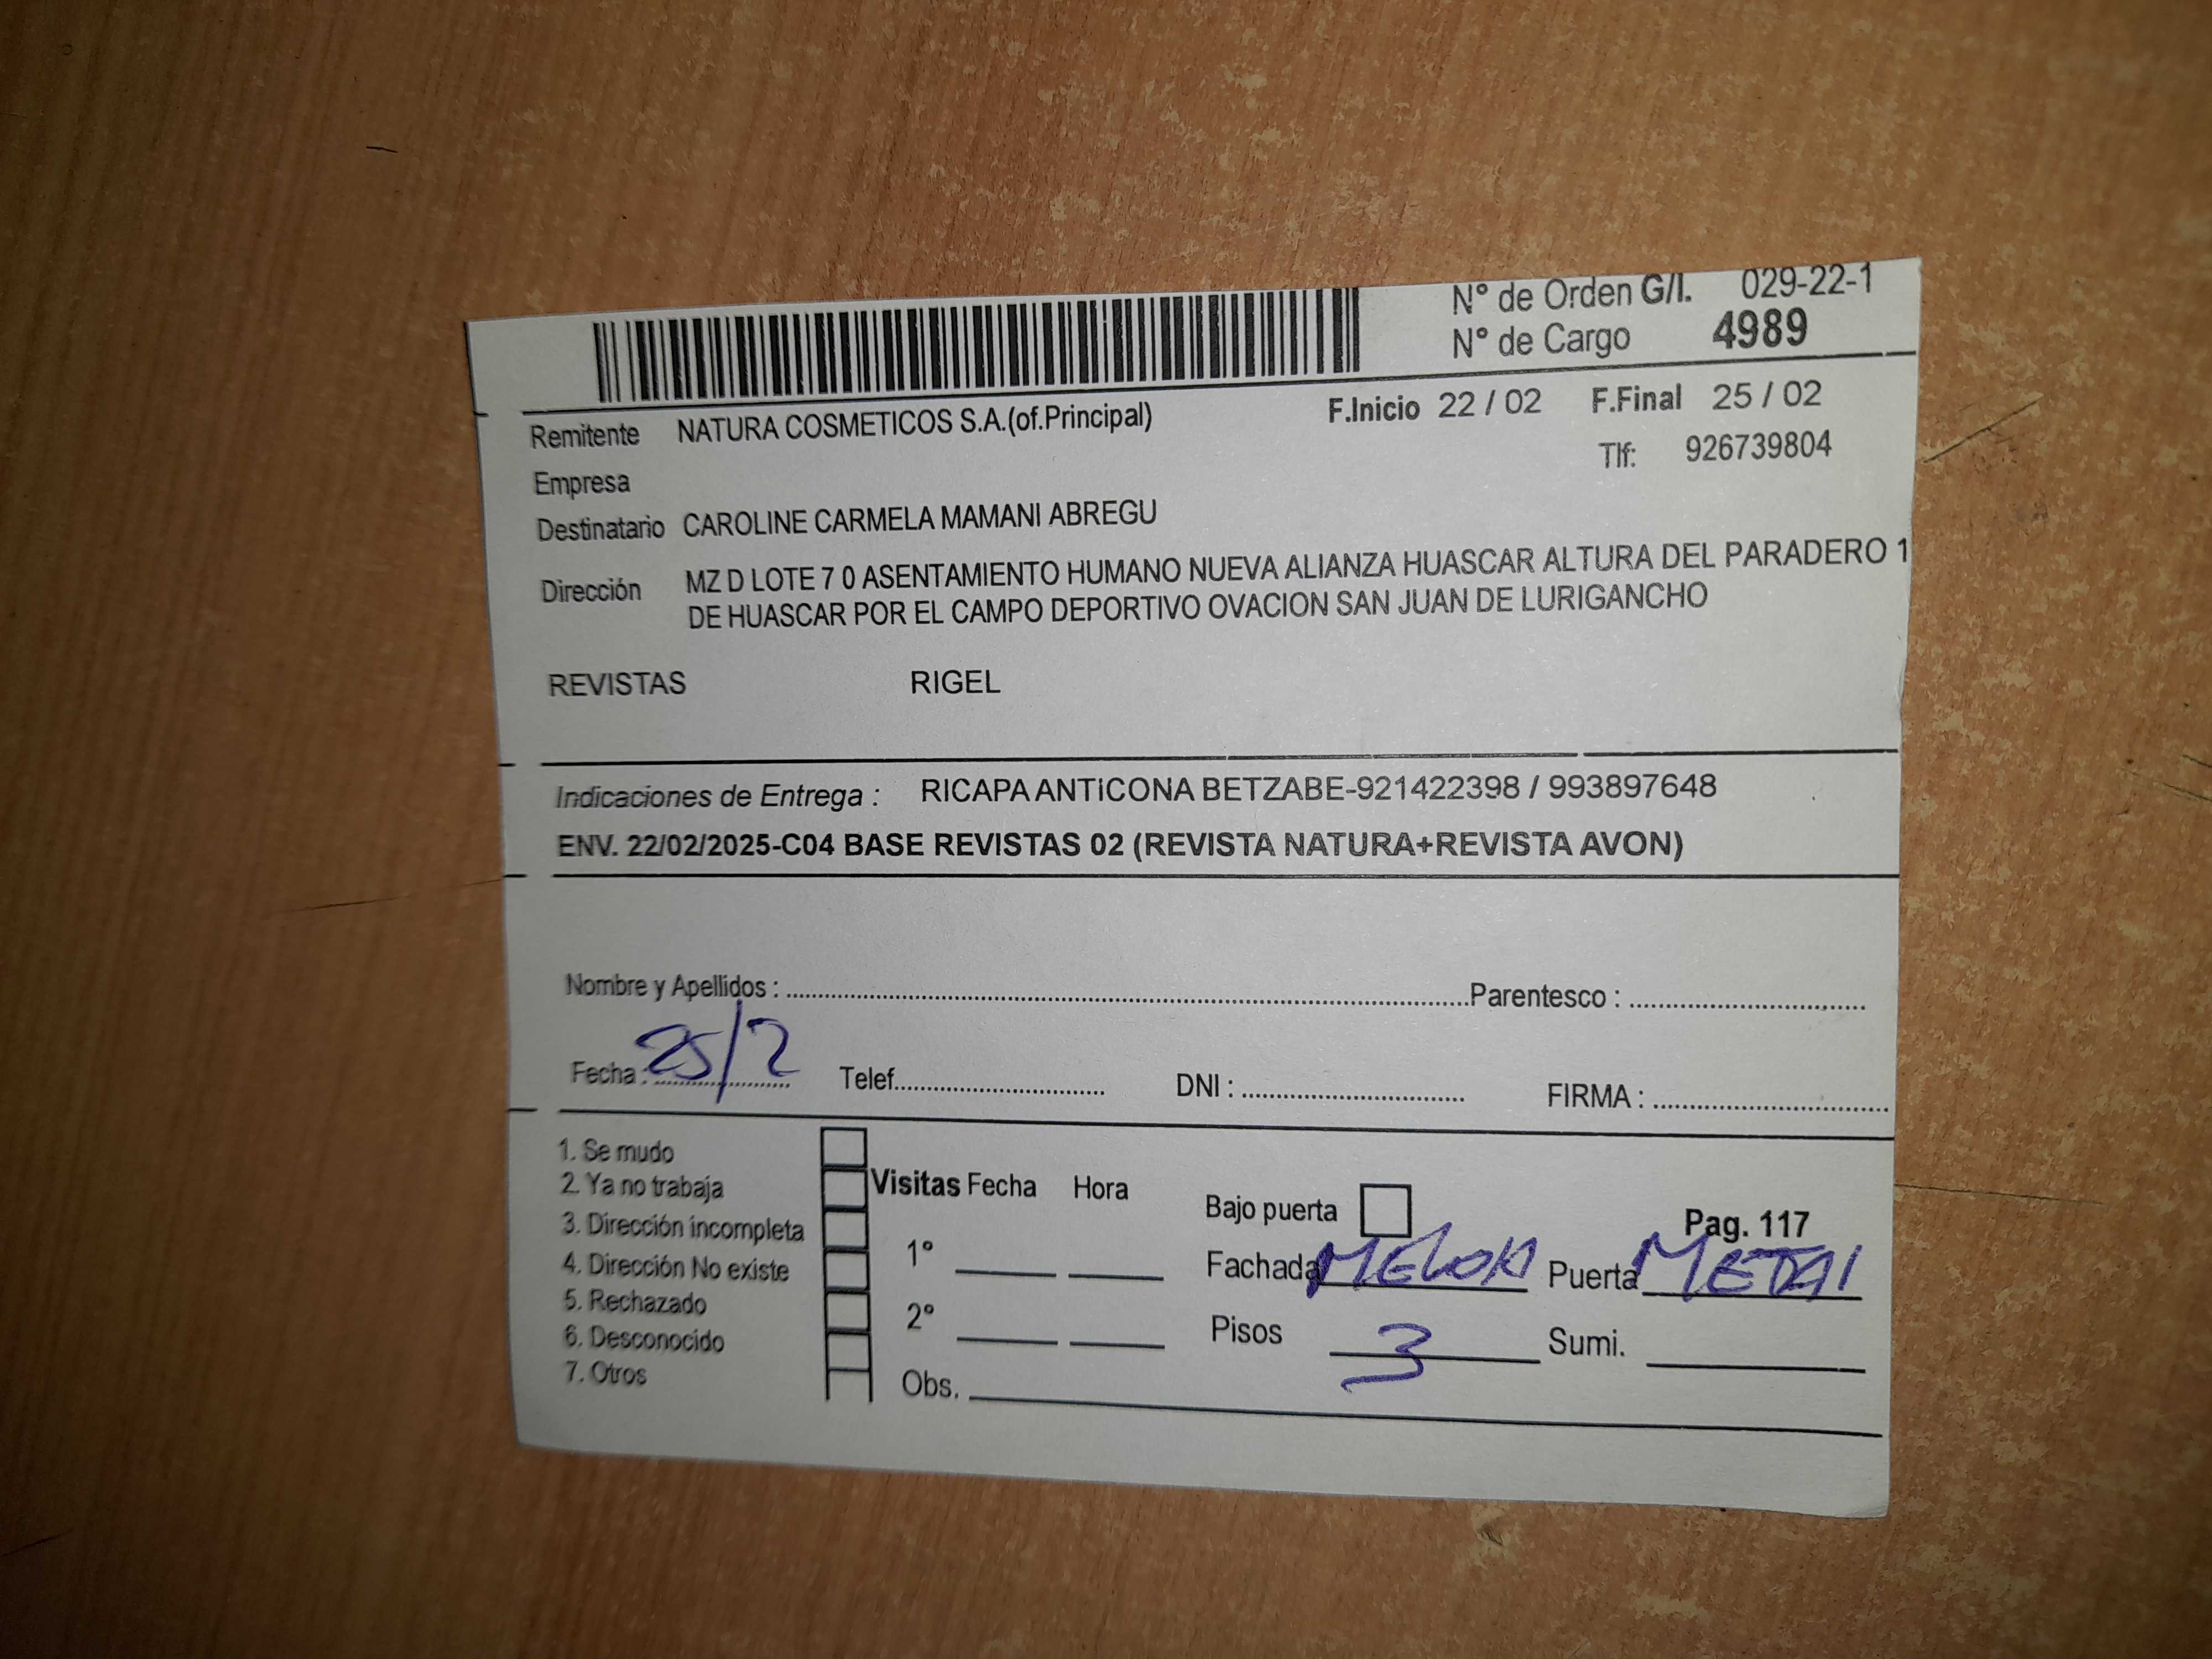 N° de Orden G/I. 029-22-1
N° de Cargo 4989
Remitente NATURA COSMETICOS S.A.(of.Principal) F.Inicio 22 / 02 F.Final 25 / 02
Tlf: 926739804
Empresa
Destinatario CAROLINE CARMELA MAMANI ABREGU
Dirección MZ D LOTE 7 0 ASENTAMIENTO HUMANO NUEVA ALIANZA HUASCAR ALTURA DEL PARADERO 1
DE HUASCAR POR EL CAMPO DEPORTIVO OVACION SAN JUAN DE LURIGANCHO
REVISTAS RIGEL
Indicaciones de Entrega : RICAPA ANTICONA BETZABE-921422398 / 993897648
ENV. 22/02/2025-C04 BASE REVISTAS 02 (REVISTA NATURA+REVISTA AVON)
Nombre y Apellidos : Parentesco :
Fecha : 25/2 Telef. DNI : FIRMA :
1. Se mudo
2. Ya no trabaja
3. Dirección incompleta
4. Dirección No existe
5. Rechazado
6. Desconocido
7. Otros
Visitas Fecha Hora
1°
2°
Obs.
Bajo puerta Pag. 117
Fachada MELON Puerta METAl
Pisos 3 Sumi.